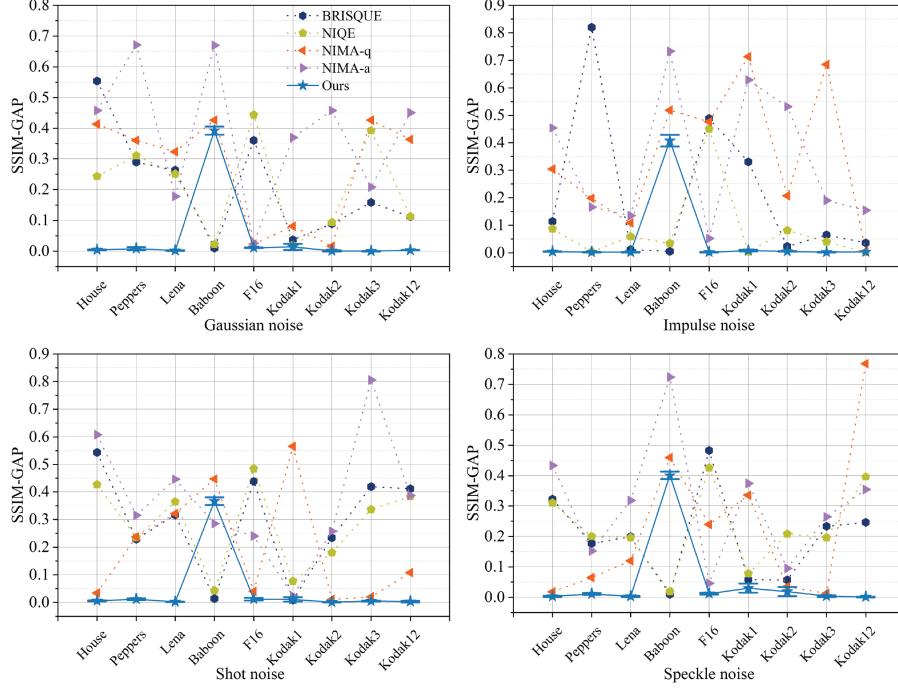 0.8
0.7
0.6
0.5
0.4
0.3
0.2
0.1
0.0
SSIM-GAP
BRISQUE
NIQE
NIMA-q
NIMA-a
Ours
House
Peppers
Lena
Baboon
F16
Kodak1
Kodak2
Kodak3
Kodak12
Gaussian noise
0.9
0.8
0.7
0.6
0.5
0.4
0.3
0.2
0.1
0.0
SSIM-GAP
House
Peppers
Lena
Baboon
F16
Kodak1
Kodak2
Kodak3
Kodak12
Impulse noise
0.9
0.8
0.7
0.6
0.5
0.4
0.3
0.2
0.1
0.0
SSIM-GAP
House
Peppers
Lena
Baboon
F16
Kodak1
Kodak2
Kodak3
Kodak12
Shot noise
0.8
0.7
0.6
0.5
0.4
0.3
0.2
0.1
0.0
SSIM-GAP
House
Peppers
Lena
Baboon
F16
Kodak1
Kodak2
Kodak3
Kodak12
Speckle noise